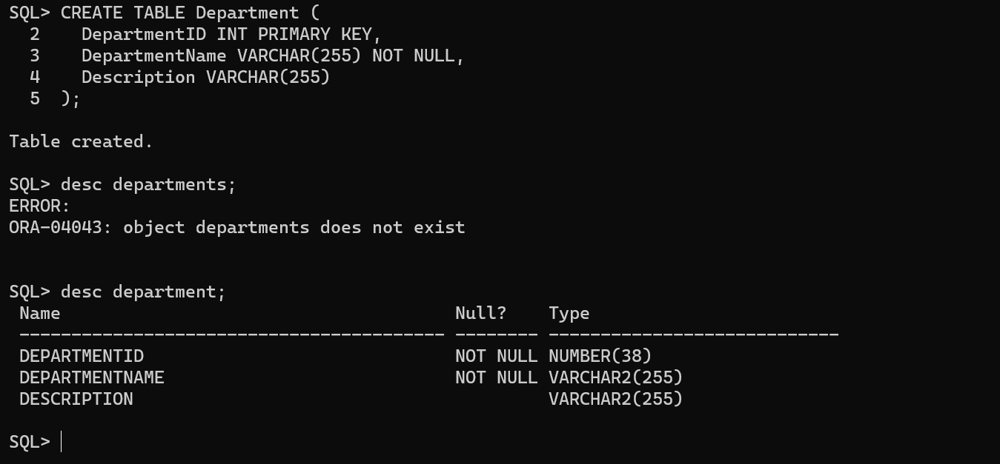 SQL> CREATE TABLE Department (
  2    DepartmentID INT PRIMARY KEY,
  3    DepartmentName VARCHAR(255) NOT NULL,
  4    Description VARCHAR(255)
  5  );
Table created.
SQL> desc departments;
ERROR:
ORA-04043: object departments does not exist
SQL> desc department;
 Name                                      Null?    Type
 ----------------------------------------- -------- ----------------------------
 DEPARTMENTID                              NOT NULL NUMBER(38)
 DEPARTMENTNAME                            NOT NULL VARCHAR2(255)
 DESCRIPTION                                        VARCHAR2(255)
SQL>